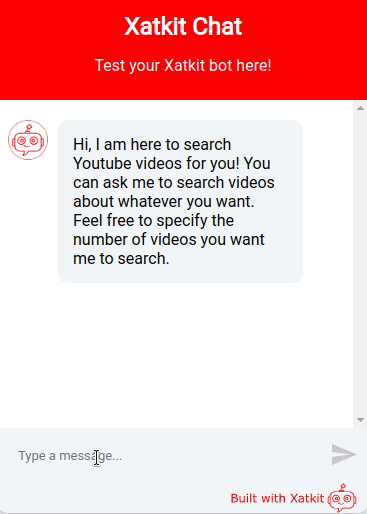 Xatkit Chat
Test your Xatkit bot here!
Hi, I am here to search
Youtube videos for you! You
can ask me to search videos
about whatever you want.
Feel free to specify the
number of videos you want
me to search.
Type a message...
Built with Xatkit